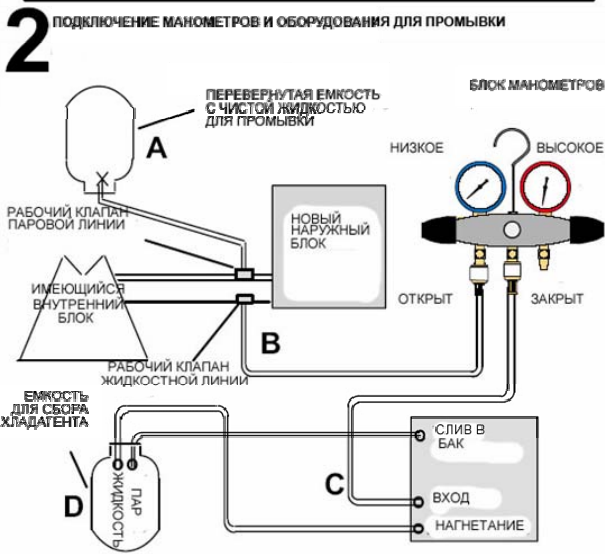 2
ПОДКЛЮЧЕНИЕ МАНОМЕТРОВ И ОБОРУДОВАНИЯ ДЛЯ ПРОМЫВКИ
ПЕРЕВЕРНУТАЯ ЕМКОСТЬ
С ЧИСТОЙ ЖИДКОСТЬЮ
ДЛЯ ПРОМЫВКИ
A
БЛОК МАНОМЕТРОВ
НИЗКОЕ
ВЫСОКОЕ
РАБОЧИЙ КЛАПАН
ПАРОВОЙ ЛИНИИ
НОВЫЙ
НАРУЖНЫЙ
БЛОК
ИМЕЮЩИЙСЯ
ВНУТРЕННИЙ
БЛОК
ОТКРЫТ
ЗАКРЫТ
B
РАБОЧИЙ КЛАПАН
ЖИДКОСТНОЙ ЛИНИИ
ЕМКОСТЬ
ДЛЯ СБОРА
ХЛАДАГЕНТА
D
ЖИДКОСТЬ
ПАР
C
СЛИВ В
БАК
ВХОД
НАГНЕТАНИЕ